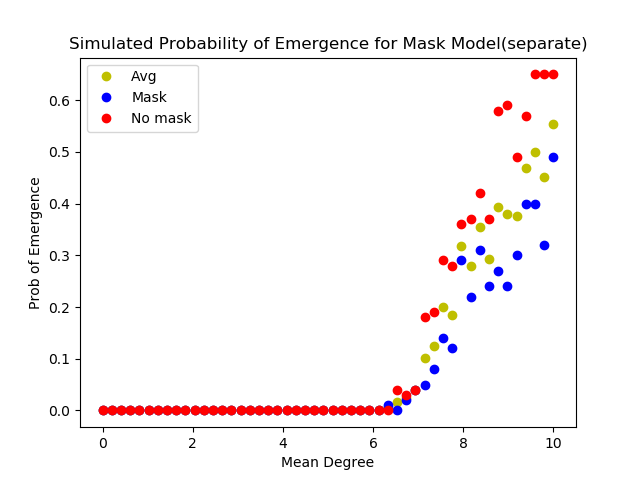 Simulated Probability of Emergence for Mask Model(separate)
Avg
Mask
No mask
Prob of Emergence
0.6
0.5
0.4
0.3
0.2
0.1
0.0
0 2 4 6 8 10
Mean Degree